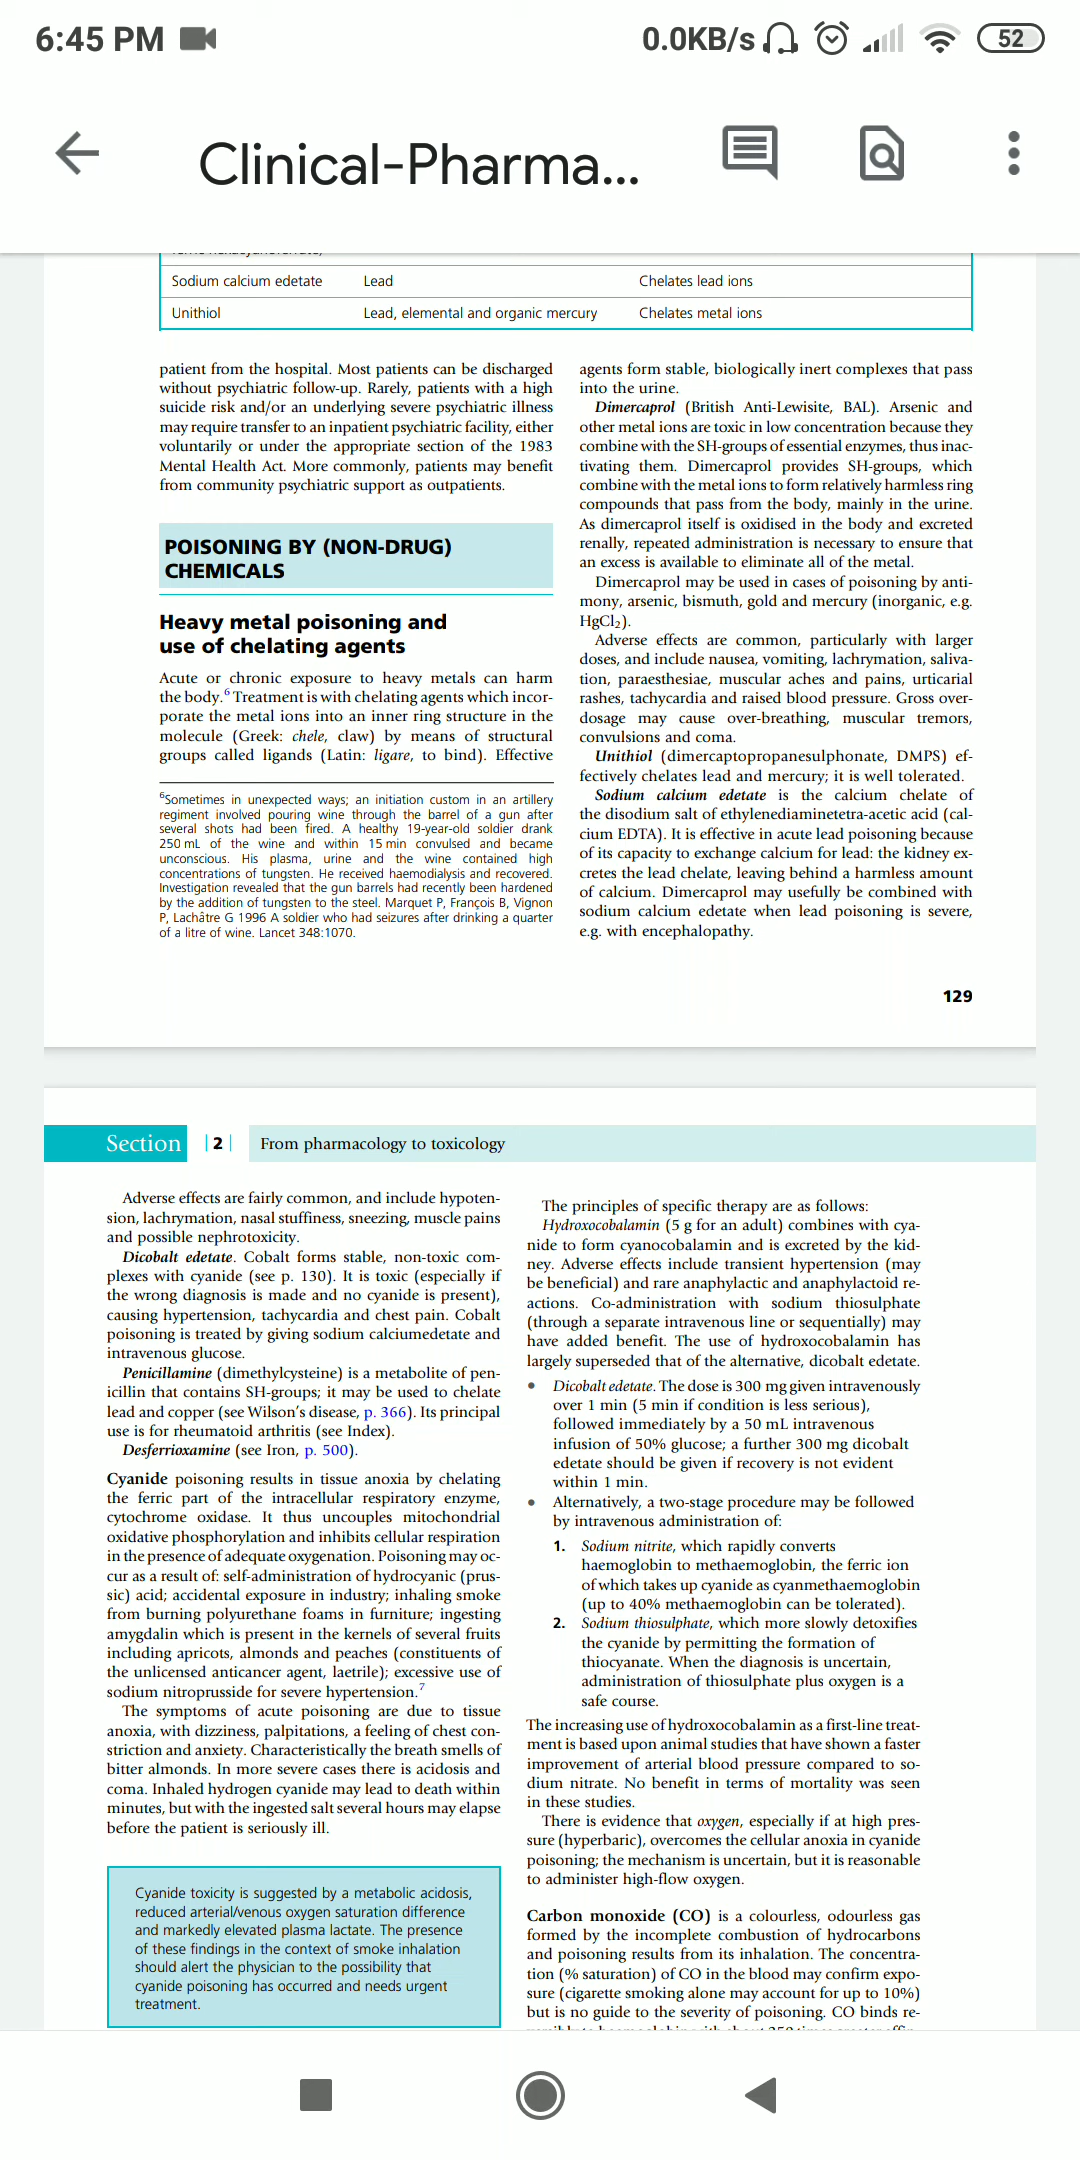 6:45 PM
0.0KB/s
52
Clinical-Pharma...
Sodium calcium edetate Lead Chelates lead ions
Unithiol Lead, elemental and organic mercury Chelates metal ions
patient from the hospital. Most patients can be discharged
without psychiatric follow-up. Rarely, patients with a high
suicide risk and/or an underlying severe psychiatric illness
may require transfer to an inpatient psychiatric facility, either
voluntarily or under the appropriate section of the 1983
Mental Health Act. More commonly, patients may benefit
from community psychiatric support as outpatients.
POISONING BY (NON-DRUG)
CHEMICALS
Heavy metal poisoning and
use of chelating agents
Acute or chronic exposure to heavy metals can harm
the body.6 Treatment is with chelating agents which incor-
porate the metal ions into an inner ring structure in the
molecule (Greek: chele, claw) by means of structural
groups called ligands (Latin: ligare, to bind). Effective
6Sometimes in unexpected ways; an initiation custom in an artillery
regiment involved pouring wine through the barrel of a gun after
several shots had been fired. A healthy 19-year-old soldier drank
250 mL of the wine and within 15 min convulsed and became
unconscious. His plasma, urine and the wine contained high
concentrations of tungsten. He received haemodialysis and recovered.
Investigation revealed that the gun barrels had recently been hardened
by the addition of tungsten to the steel. Marquet P, François B, Vignon
P, Lachâtre G 1996 A soldier who had seizures after drinking a quarter
of a litre of wine. Lancet 348:1070.
agents form stable, biologically inert complexes that pass
into the urine.
Dimercaprol (British Anti-Lewisite, BAL). Arsenic and
other metal ions are toxic in low concentration because they
combine with the SH-groups of essential enzymes, thus inac-
tivating them. Dimercaprol provides SH-groups, which
combine with the metal ions to form relatively harmless ring
compounds that pass from the body, mainly in the urine.
As dimercaprol itself is oxidised in the body and excreted
renally, repeated administration is necessary to ensure that
an excess is available to eliminate all of the metal.
Dimercaprol may be used in cases of poisoning by anti-
mony, arsenic, bismuth, gold and mercury (inorganic, e.g.
HgCl2).
Adverse effects are common, particularly with larger
doses, and include nausea, vomiting, lachrymation, saliva-
tion, paraesthesiae, muscular aches and pains, urticarial
rashes, tachycardia and raised blood pressure. Gross over-
dosage may cause over-breathing, muscular tremors,
convulsions and coma.
Unithiol (dimercaptopropanesulphonate, DMPS) ef-
fectively chelates lead and mercury; it is well tolerated.
Sodium calcium edetate is the calcium chelate of
the disodium salt of ethylenediaminetetra-acetic acid (cal-
cium EDTA). It is effective in acute lead poisoning because
of its capacity to exchange calcium for lead: the kidney ex-
cretes the lead chelate, leaving behind a harmless amount
of calcium. Dimercaprol may usefully be combined with
sodium calcium edetate when lead poisoning is severe,
e.g. with encephalopathy.
129
Section | 2 | From pharmacology to toxicology
Adverse effects are fairly common, and include hypoten-
sion, lachrymation, nasal stuffiness, sneezing, muscle pains
and possible nephrotoxicity.
Dicobalt edetate. Cobalt forms stable, non-toxic com-
plexes with cyanide (see p. 130). It is toxic (especially if
the wrong diagnosis is made and no cyanide is present),
causing hypertension, tachycardia and chest pain. Cobalt
poisoning is treated by giving sodium calciumedetate and
intravenous glucose.
Penicillamine (dimethylcysteine) is a metabolite of pen-
icillin that contains SH-groups; it may be used to chelate
lead and copper (see Wilson's disease, p. 366). Its principal
use is for rheumatoid arthritis (see Index).
Desferrioxamine (see Iron, p. 500).
Cyanide poisoning results in tissue anoxia by chelating
the ferric part of the intracellular respiratory enzyme,
cytochrome oxidase. It thus uncouples mitochondrial
oxidative phosphorylation and inhibits cellular respiration
in the presence of adequate oxygenation. Poisoning may oc-
cur as a result of: self-administration of hydrocyanic (prus-
sic) acid; accidental exposure in industry; inhaling smoke
from burning polyurethane foams in furniture; ingesting
amygdalin which is present in the kernels of several fruits
including apricots, almonds and peaches (constituents of
the unlicensed anticancer agent, laetrile); excessive use of
sodium nitroprusside for severe hypertension.7
The symptoms of acute poisoning are due to tissue
anoxia, with dizziness, palpitations, a feeling of chest con-
striction and anxiety. Characteristically the breath smells of
bitter almonds. In more severe cases there is acidosis and
coma. Inhaled hydrogen cyanide may lead to death within
minutes, but with the ingested salt several hours may elapse
before the patient is seriously ill.
Cyanide toxicity is suggested by a metabolic acidosis,
reduced arterial/venous oxygen saturation difference
and markedly elevated plasma lactate. The presence
of these findings in the context of smoke inhalation
should alert the physician to the possibility that
cyanide poisoning has occurred and needs urgent
treatment.
The principles of specific therapy are as follows:
Hydroxocobalamin (5 g for an adult) combines with cya-
nide to form cyanocobalamin and is excreted by the kid-
ney. Adverse effects include transient hypertension (may
be beneficial) and rare anaphylactic and anaphylactoid re-
actions. Co-administration with sodium thiosulphate
(through a separate intravenous line or sequentially) may
have added benefit. The use of hydroxocobalamin has
largely superseded that of the alternative, dicobalt edetate.
• Dicobalt edetate. The dose is 300 mg given intravenously
over 1 min (5 min if condition is less serious),
followed immediately by a 50 mL intravenous
infusion of 50% glucose; a further 300 mg dicobalt
edetate should be given if recovery is not evident
within 1 min.
• Alternatively, a two-stage procedure may be followed
by intravenous administration of:
1. Sodium nitrite, which rapidly converts
haemoglobin to methaemoglobin, the ferric ion
of which takes up cyanide as cyanmethaemoglobin
(up to 40% methaemoglobin can be tolerated).
2. Sodium thiosulphate, which more slowly detoxifies
the cyanide by permitting the formation of
thiocyanate. When the diagnosis is uncertain,
administration of thiosulphate plus oxygen is a
safe course.
The increasing use of hydroxocobalamin as a first-line treat-
ment is based upon animal studies that have shown a faster
improvement of arterial blood pressure compared to so-
dium nitrate. No benefit in terms of mortality was seen
in these studies.
There is evidence that oxygen, especially if at high pres-
sure (hyperbaric), overcomes the cellular anoxia in cyanide
poisoning; the mechanism is uncertain, but it is reasonable
to administer high-flow oxygen.
Carbon monoxide (CO) is a colourless, odourless gas
formed by the incomplete combustion of hydrocarbons
and poisoning results from its inhalation. The concentra-
tion (% saturation) of CO in the blood may confirm expo-
sure (cigarette smoking alone may account for up to 10%)
but is no guide to the severity of poisoning. CO binds re-